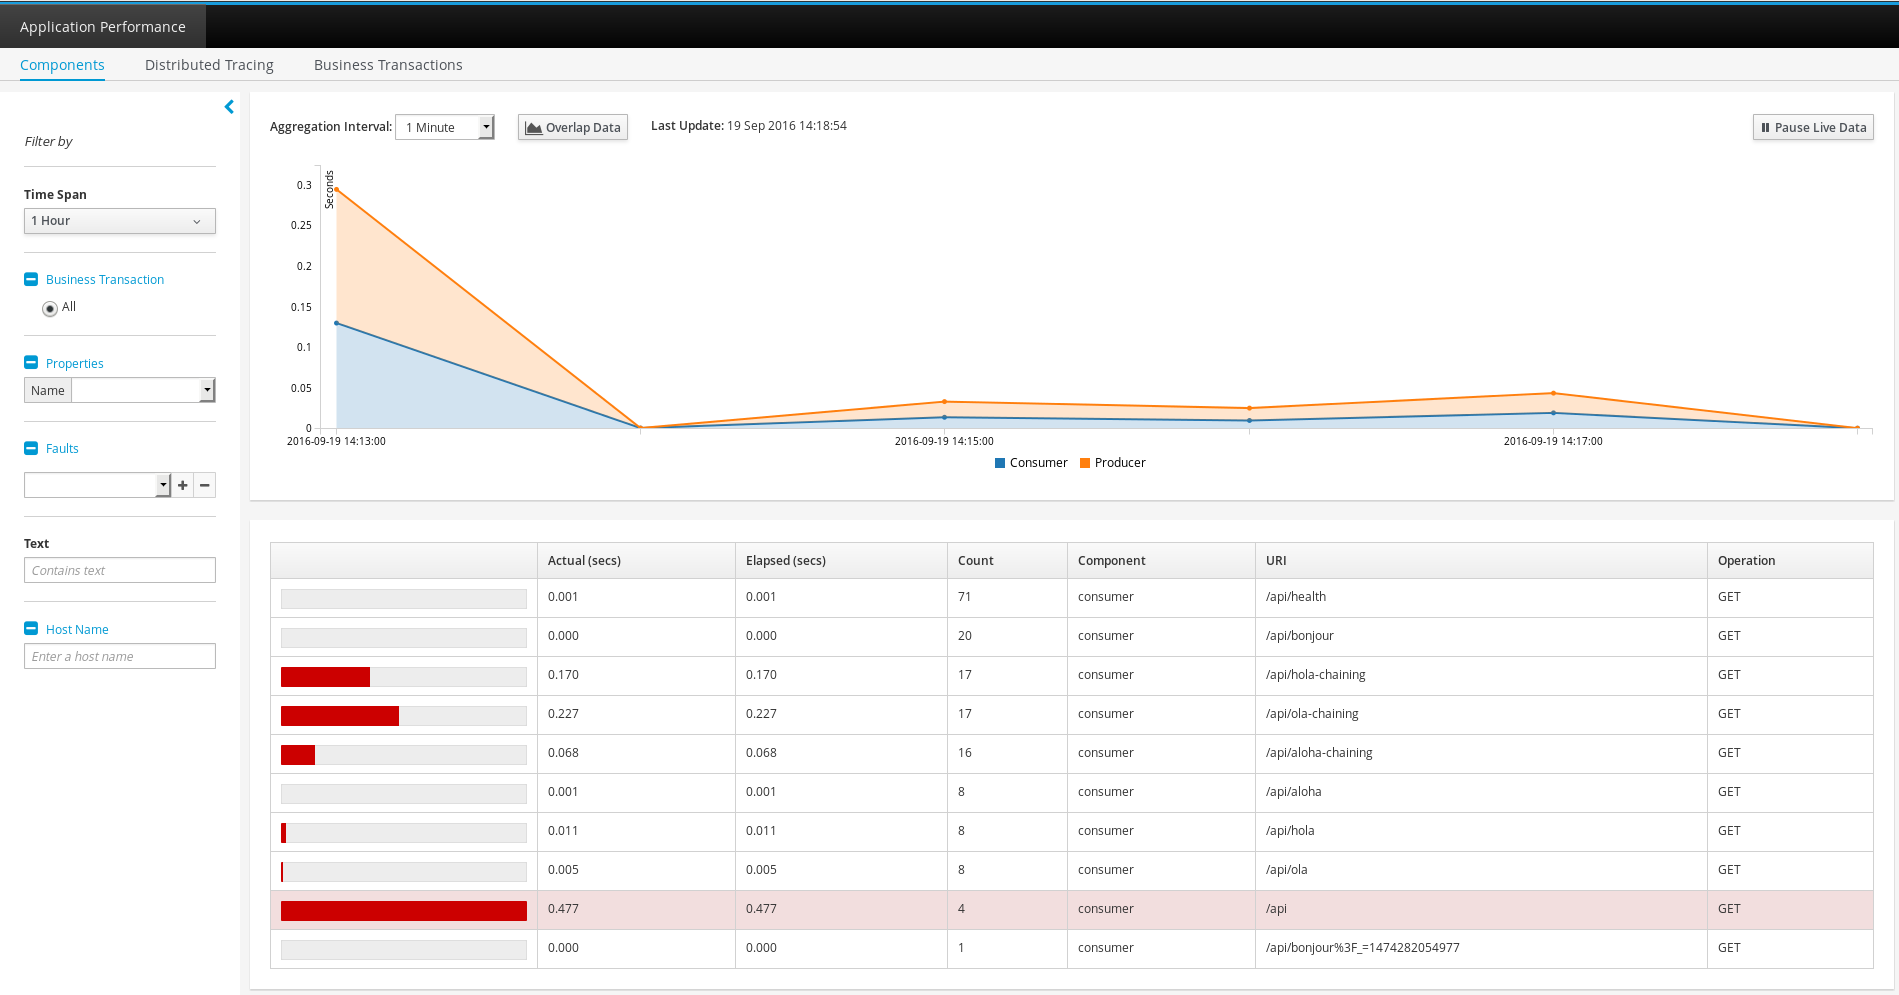 Application Performance
Components Distributed Tracing Business Transactions
Filter by
Time Span
1 Hour
Business Transaction
All
Properties
Name
Faults
Text
Contains text
Host Name
Enter a host name
Aggregation Interval: 1 Minute Overlap Data Last Update: 19 Sep 2016 14:18:54 Pause Live Data
Seconds
0.3
0.25
0.2
0.15
0.1
0.05
0
2016-09-19 14:13:00 2016-09-19 14:15:00 2016-09-19 14:17:00
Consumer Producer
Actual (secs) Elapsed (secs) Count Component URI Operation
0.001 0.001 71 consumer /api/health GET
0.000 0.000 20 consumer /api/bonjour GET
0.170 0.170 17 consumer /api/hola-chaining GET
0.227 0.227 17 consumer /api/ola-chaining GET
0.068 0.068 16 consumer /api/aloha-chaining GET
0.001 0.001 8 consumer /api/aloha GET
0.011 0.011 8 consumer /api/hola GET
0.005 0.005 8 consumer /api/ola GET
0.477 0.477 4 consumer /api GET
0.000 0.000 1 consumer /api/bonjour%3F_=1474282054977 GET